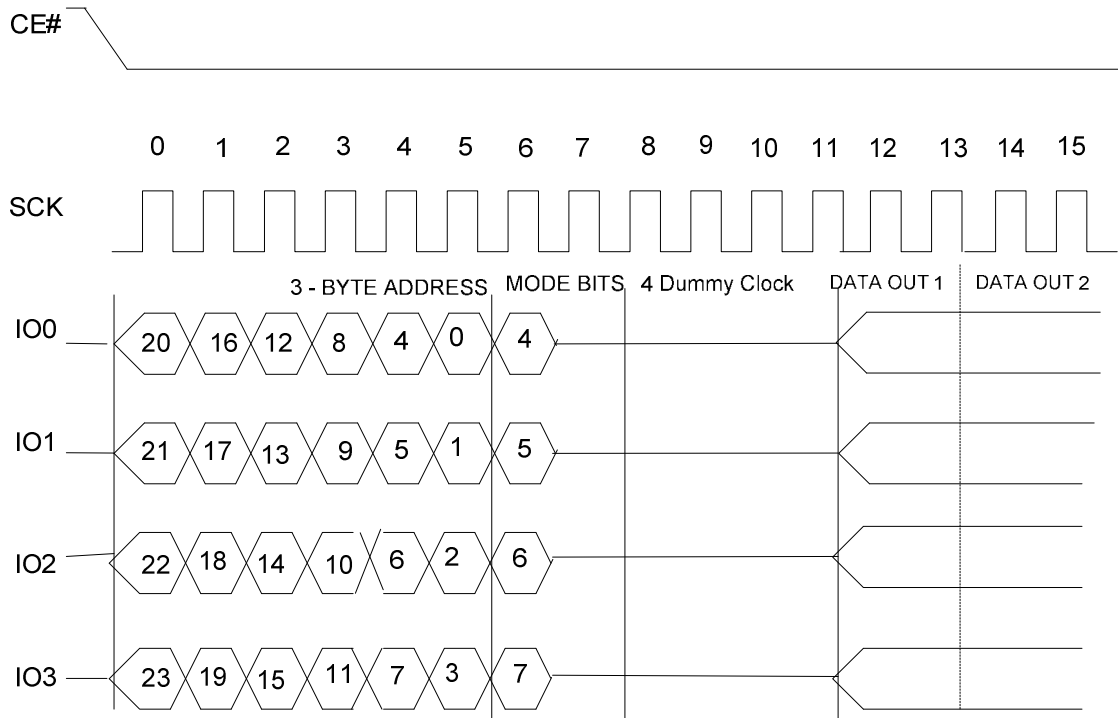 CE#
0 1 2 3 4 5 6 7 8 9 10 11 12 13 14 15
SCK
3 - BYTE ADDRESS MODE BITS 4 Dummy Clock DATA OUT 1 DATA OUT 2
IO0 20 16 12 8 4 0 4
IO1 21 17 13 9 5 1 5
IO2 22 18 14 10 6 2 6
IO3 23 19 15 11 7 3 7